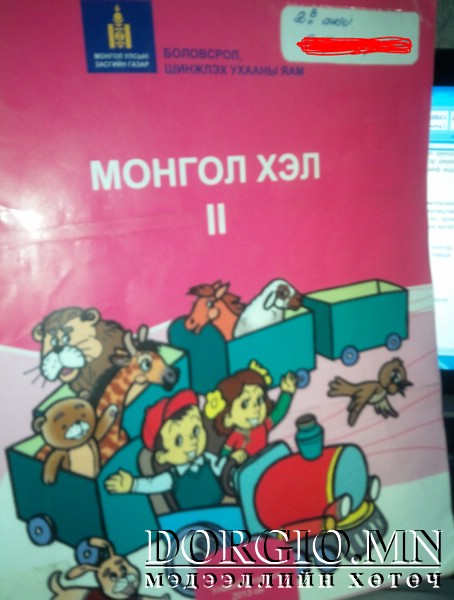 МОНГОЛ УЛСЫН
ЗАСГИЙН ГАЗАР
БОЛОВСРОЛ,
ШИНЖЛЭХ УХААНЫ ЯАМ
МОНГОЛ ХЭЛ
II
DORGIO.MN
МЭДЭЭЛЛИЙН ХӨТӨЧ